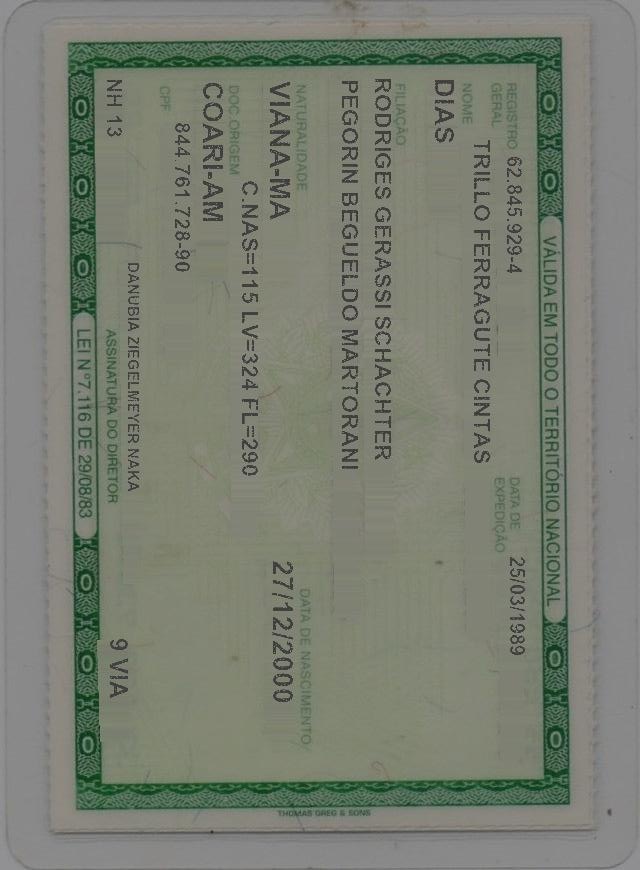 VÁLIDA EM TODO O TERRITÓRIO NACIONAL
REGISTRO GERAL 62.845.929-4 DATA DE EXPEDIÇÃO 25/03/1989
NOME TRILLO FERRAGUTE CINTAS
DIAS
FILIAÇÃO
RODRIGES GERASSI SCHACHTER
PEGORIN BEGUELDO MARTORANI
NATURALIDADE DATA DE NASCIMENTO
VIANA-MA 27/12/2000
DOC ORIGEM C.NAS=115 LV=324 FL=290
COARI-AM
CPF 844.761.728-90
NH 13 DANUBIA ZIEGELMEYER NAKA 9 VIA
ASSINATURA DO DIRETOR
LEI Nº7.116 DE 29/08/83
THOMAS GREG & SONS